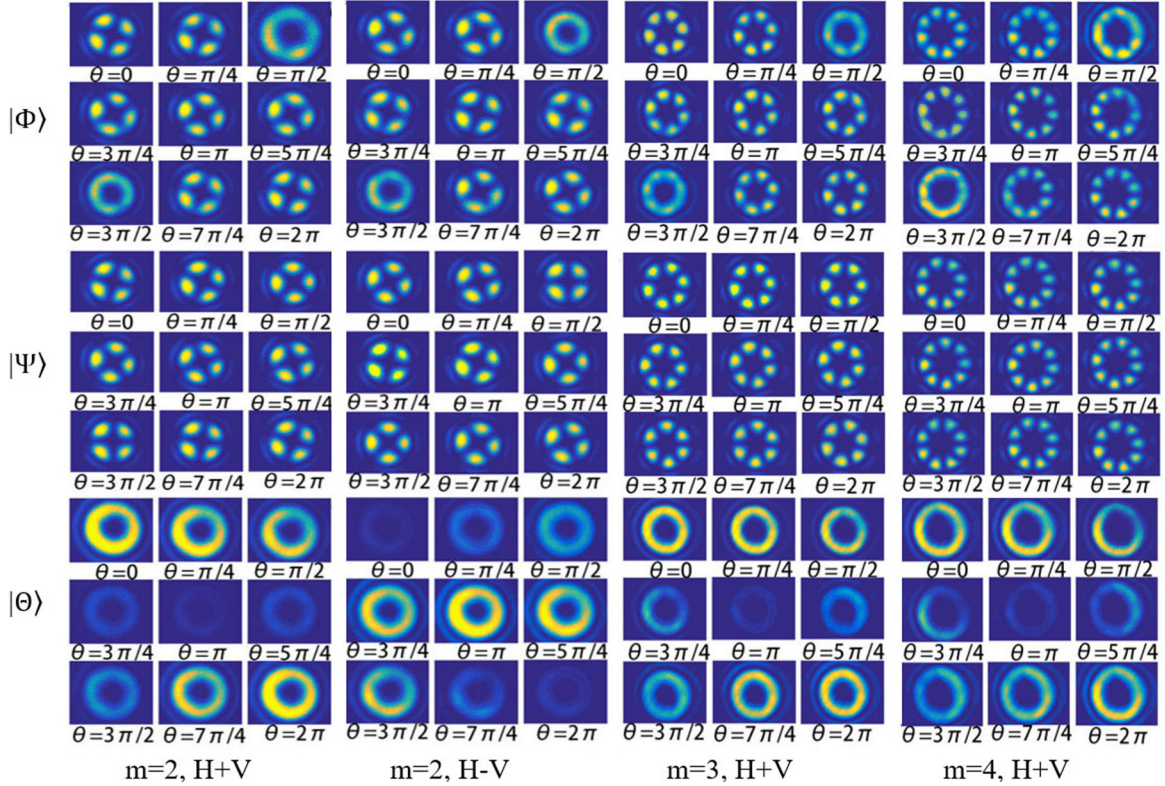 θ=0 θ=π/4 θ=π/2 θ=0 θ=π/4 θ=π/2 θ=0 θ=π/4 θ=π/2 θ=0 θ=π/4 θ=π/2
|Φ⟩
θ=3π/4 θ=π θ=5π/4 θ=3π/4 θ=π θ=5π/4 θ=3π/4 θ=π θ=5π/4 θ=3π/4 θ=π θ=5π/4
θ=3π/2 θ=7π/4 θ=2π θ=3π/2 θ=7π/4 θ=2π θ=3π/2 θ=7π/4 θ=2π θ=3π/2 θ=7π/4 θ=2π
θ=0 θ=π/4 θ=π/2 θ=0 θ=π/4 θ=π/2 θ=0 θ=π/4 θ=π/2 θ=0 θ=π/4 θ=π/2
|Ψ⟩
θ=3π/4 θ=π θ=5π/4 θ=3π/4 θ=π θ=5π/4 θ=3π/4 θ=π θ=5π/4 θ=3π/4 θ=π θ=5π/4
θ=3π/2 θ=7π/4 θ=2π θ=3π/2 θ=7π/4 θ=2π θ=3π/2 θ=7π/4 θ=2π θ=3π/2 θ=7π/4 θ=2π
θ=0 θ=π/4 θ=π/2 θ=0 θ=π/4 θ=π/2 θ=0 θ=π/4 θ=π/2 θ=0 θ=π/4 θ=π/2
|Θ⟩
θ=3π/4 θ=π θ=5π/4 θ=3π/4 θ=π θ=5π/4 θ=3π/4 θ=π θ=5π/4 θ=3π/4 θ=π θ=5π/4
θ=3π/2 θ=7π/4 θ=2π θ=3π/2 θ=7π/4 θ=2π θ=3π/2 θ=7π/4 θ=2π θ=3π/2 θ=7π/4 θ=2π
m=2, H+V m=2, H-V m=3, H+V m=4, H+V